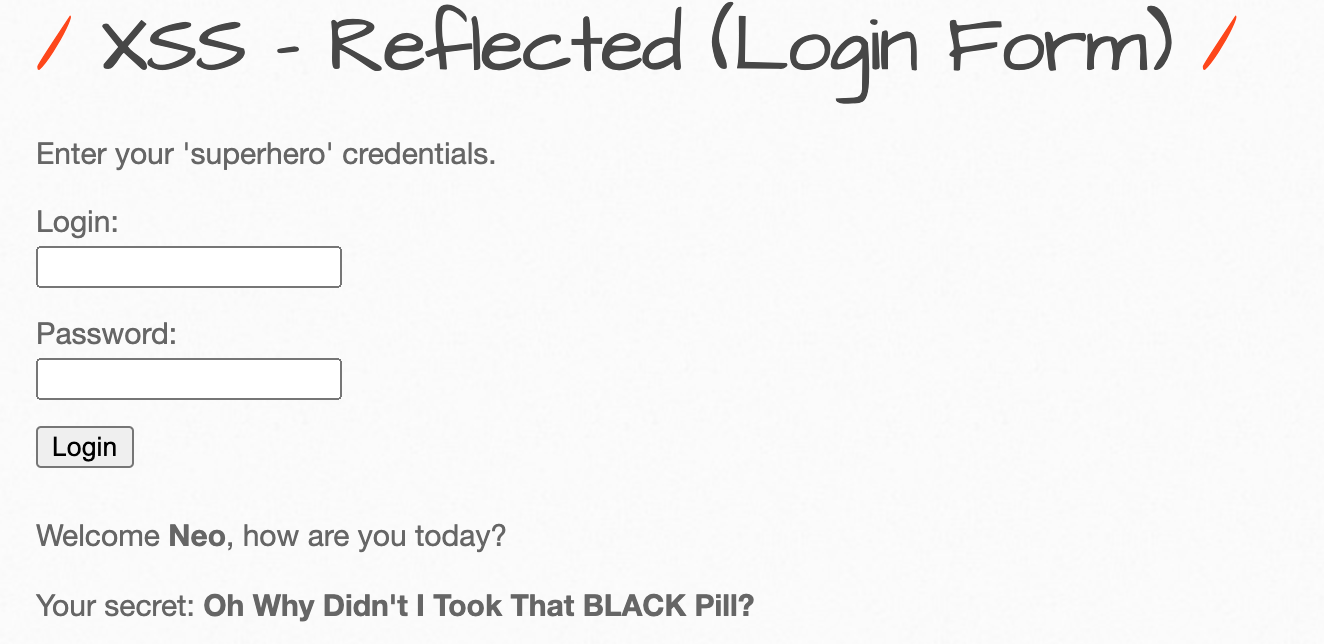 / XSS - Reflected (Login Form) /
Enter your 'superhero' credentials.
Login:
Password:
Login
Welcome Neo, how are you today?
Your secret: Oh Why Didn't I Took That BLACK Pill?